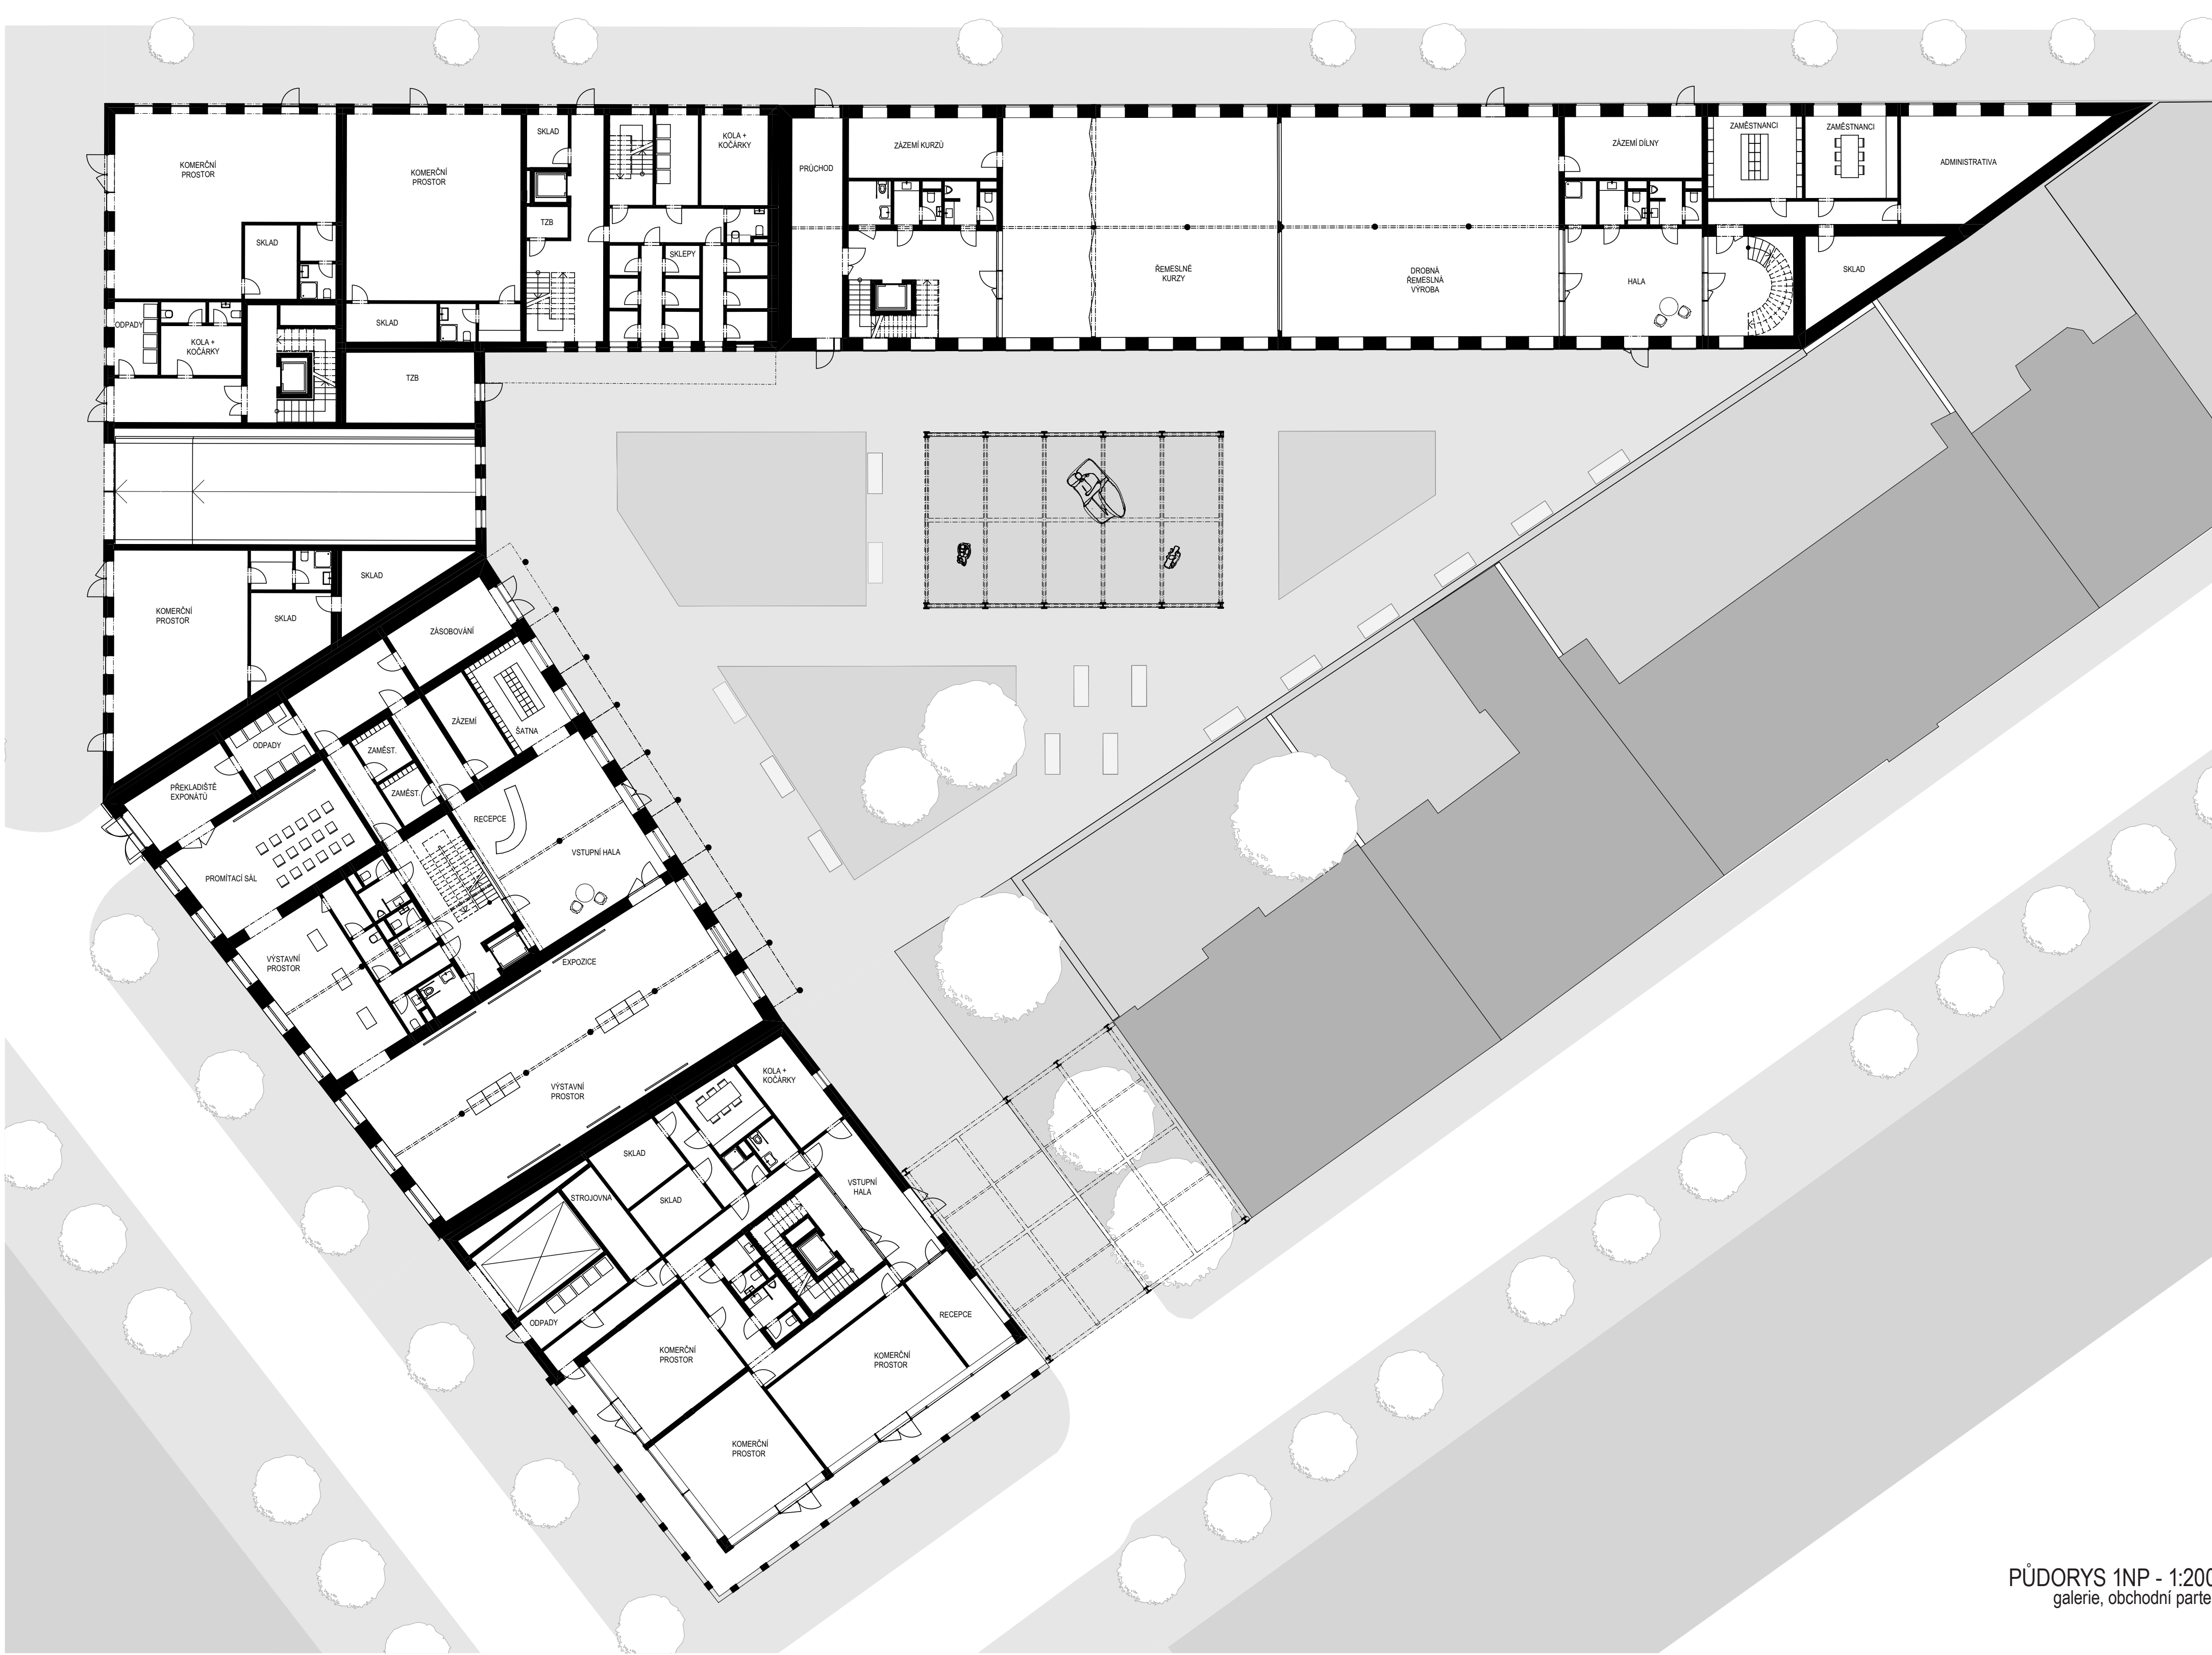 SKLAD
KOLA +
KOČÁRKY
KOMERČNÍ
PROSTOR
KOMERČNÍ
PROSTOR
TZB
SKLAD
SKLEPY
SKLAD
ODPADY
KOLA +
KOČÁRKY
TZB
PRŮCHOD
ZÁZEMÍ KURZŮ
ŘEMESLNÉ
KURZY
DROBNÁ
ŘEMESLNÁ
VÝROBA
ZÁZEMÍ DÍLNY
HALA
ZAMĚSTNANCI
ZAMĚSTNANCI
ADMINISTRATIVA
SKLAD
KOMERČNÍ
PROSTOR
SKLAD
SKLAD
ZÁSOBOVÁNÍ
ZÁZEMÍ
ŠATNA
ODPADY
ZAMĚST.
ZAMĚST.
PŘEKLADIŠTĚ
EXPONÁTŮ
RECEPCE
VSTUPNÍ HALA
PROMÍTACÍ SÁL
VÝSTAVNÍ
PROSTOR
EXPOZICE
VÝSTAVNÍ
PROSTOR
KOLA +
KOČÁRKY
SKLAD
STROJOVNA
SKLAD
VSTUPNÍ
HALA
ODPADY
RECEPCE
KOMERČNÍ
PROSTOR
KOMERČNÍ
PROSTOR
KOMERČNÍ
PROSTOR
PŮDORYS 1NP - 1:200
galerie, obchodní parte